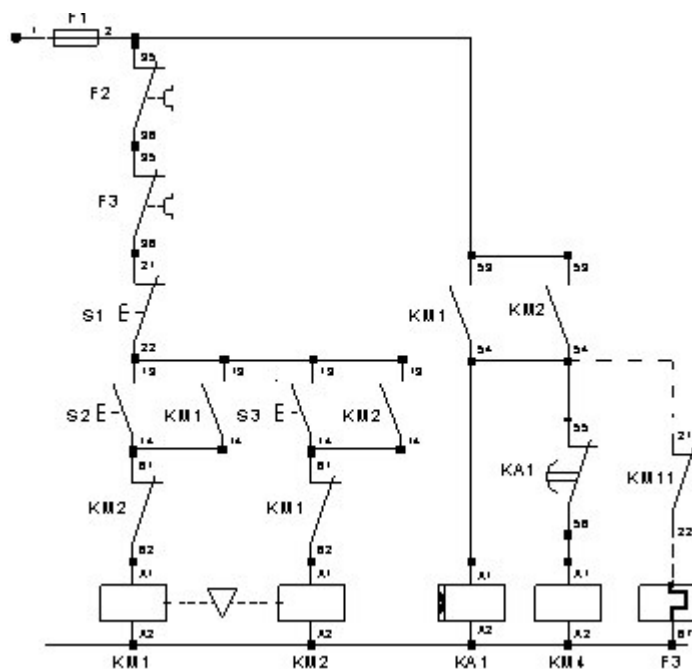 F1
1 2
95
F2
96
95
F3
96
21
53 53
S1 KM1 KM2
22 54 54
13 13 13 13
S2 KM1 S3 KM2
14 14 14 14
55 21
61 61
KM2 KM1 KA1 KM11
56 22
62 62
A1 A1 A1 A1
A2 A2 A2 A2
KM1 KM2 KA1 KM4 F3